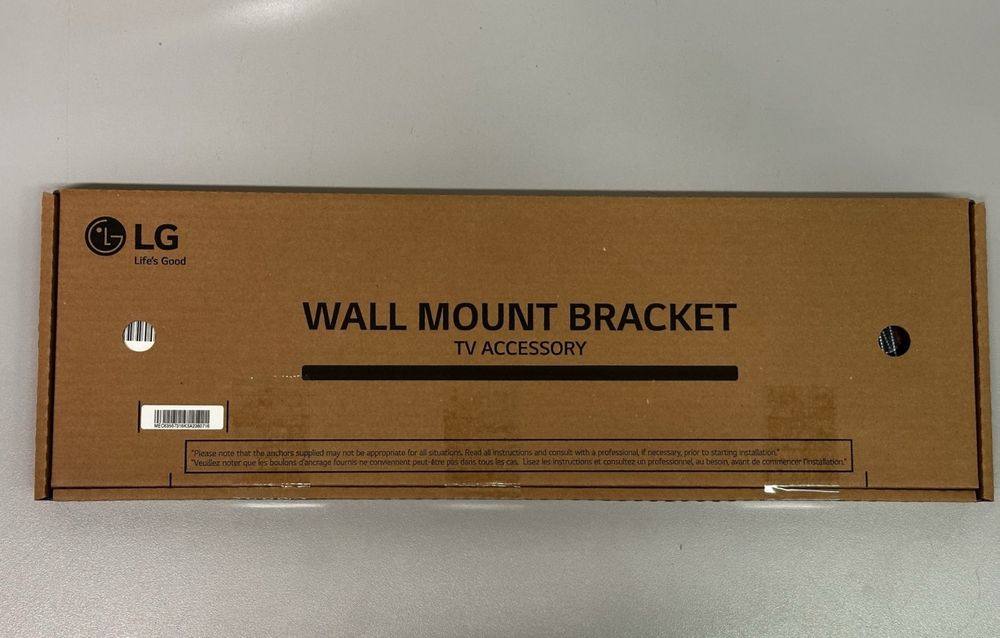 LG
Life's Good
WALL MOUNT BRACKET
TV ACCESSORY
"Please note that the anchors supplied may not be appropriate for all situations. Read all instructions and consult with a professional, if necessary, prior to starting installation."
"Veuillez noter que les boulons d'ancrage fournis ne conviennent peut-être pas dans tous les cas. Lisez les instructions et consultez un professionnel, au besoin, avant de commencer l'installation."